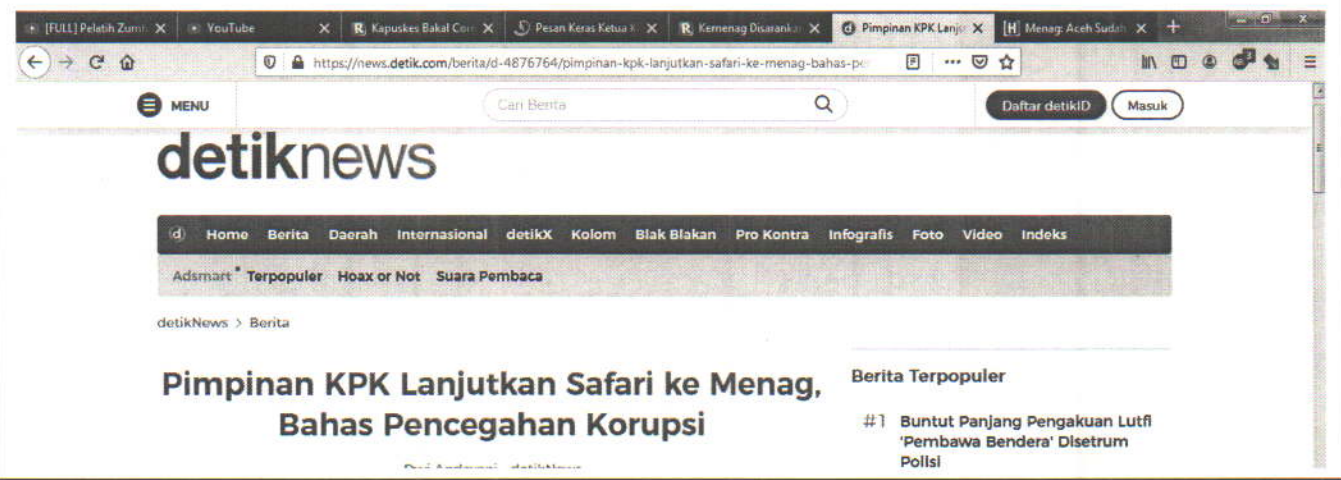 [FULL] Pelatih Zum
YouTube
Kapuskes Bakal
Pesan Keras Ketua
Kemenag Disarankan
Pimpinan KPK Lanj
[H] Menag: Aceh Sudah
https://news.detik.com/berita/d-4876764/pimpinan-kpk-lanjutkan-safari-ke-menag-bahas-pe
MENU
Cari Berita
Daftar detikID
Masuk
detiknews
d Home Berita Daerah Internasional detikX Kolom Blak Blakan Pro Kontra Infografis Foto Video Indeks
Adsmart Terpopuler Hoax or Not Suara Pembaca
detikNews > Berita
Pimpinan KPK Lanjutkan Safari ke Menag,
Bahas Pencegahan Korupsi
Berita Terpopuler
#1 Buntut Panjang Pengakuan Lutfi
'Pembawa Bendera' Disetrum
Polisi